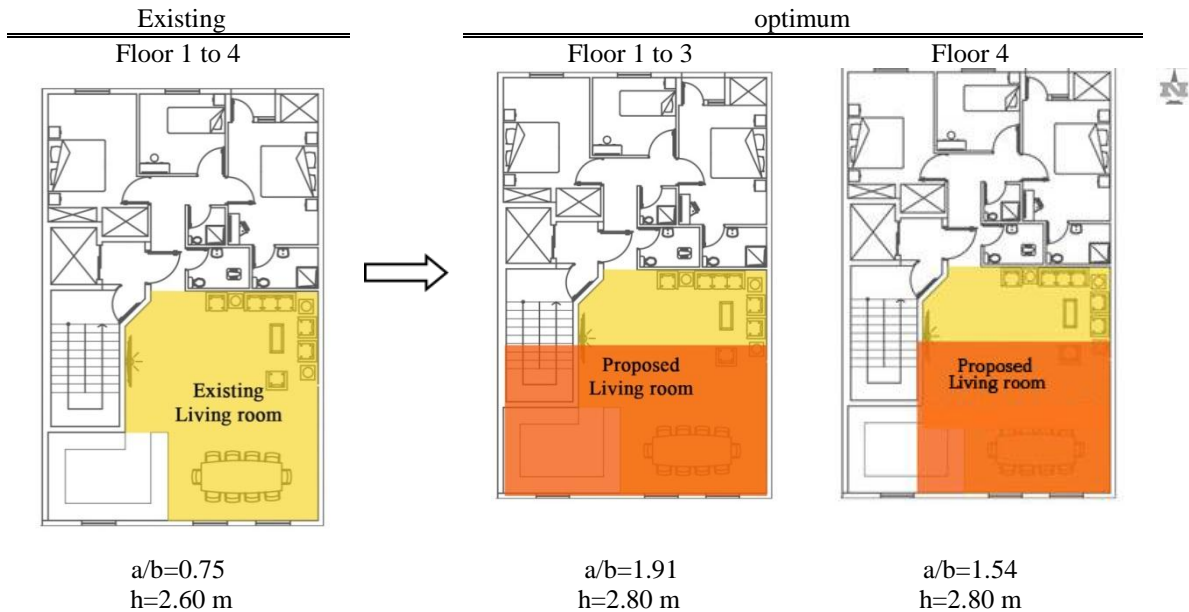 Existing
optimum
Floor 1 to 4
Floor 1 to 3
Floor 4
N
Existing
Living room
Proposed
Living room
Proposed
Living room
a/b=0.75
h=2.60 m
a/b=1.91
h=2.80 m
a/b=1.54
h=2.80 m